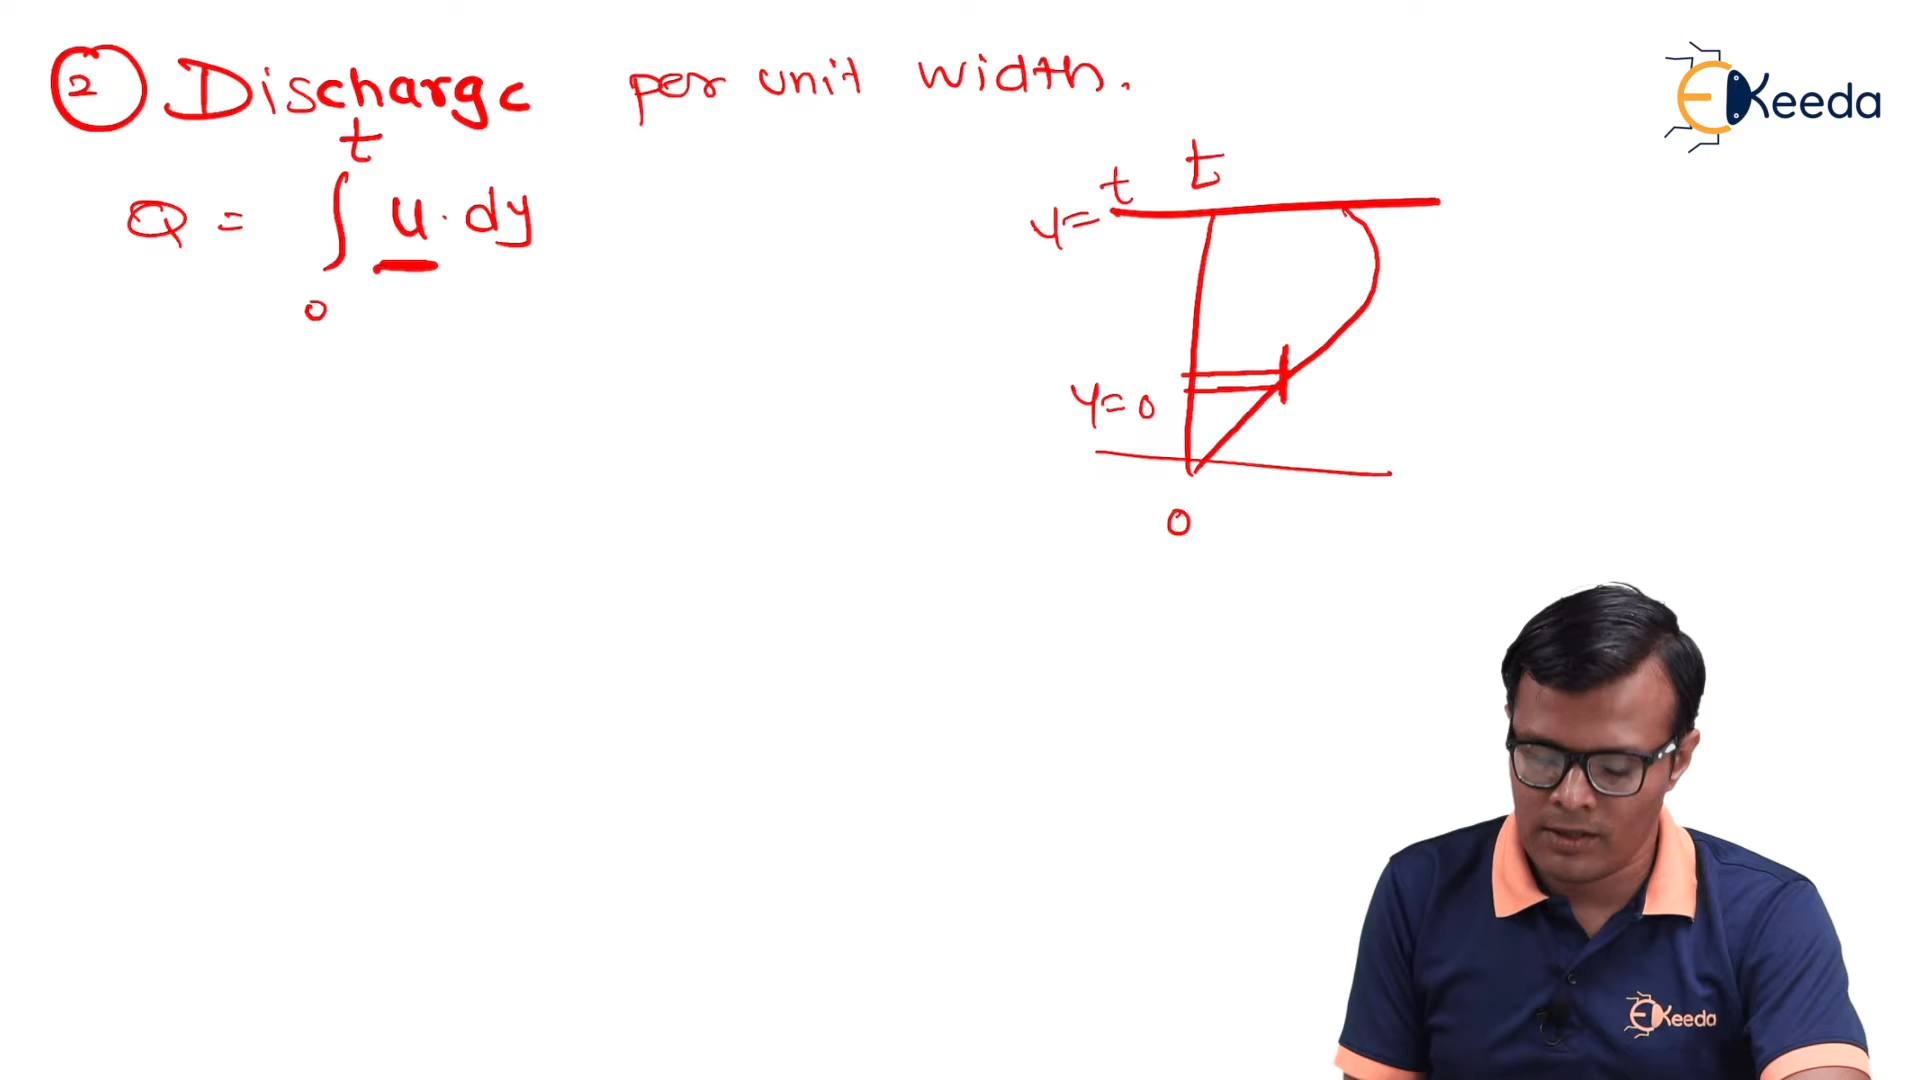 2 Discharge per unit width.
Q = ∫₀ᵗ u. dy
t
y= t
y=0
0
EKeeda
EKeeda